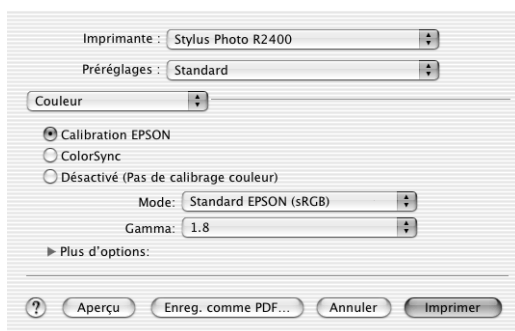 Imprimante : Stylus Photo R2400
Préréglages : Standard
Couleur
Calibration EPSON
ColorSync
Désactivé (Pas de calibrage couleur)
Mode: Standard EPSON (sRGB)
Gamma: 1.8
Plus d'options:
? Aperçu Enreg. comme PDF... Annuler Imprimer